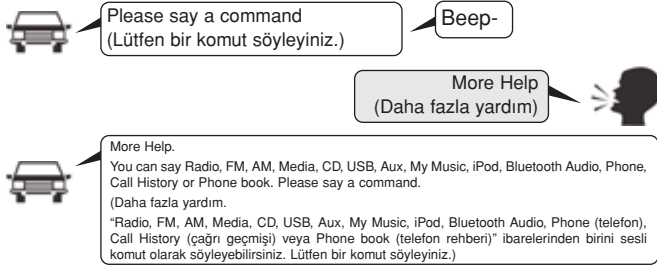 Please say a command
(Lütfen bir komut söyleyiniz.)
Beep-
More Help
(Daha fazla yardım)
More Help.
You can say Radio, FM, AM, Media, CD, USB, Aux, My Music, iPod, Bluetooth Audio, Phone,
Call History or Phone book. Please say a command.
(Daha fazla yardım.
“Radio, FM, AM, Media, CD, USB, Aux, My Music, iPod, Bluetooth Audio, Phone (telefon),
Call History (çağrı geçmişi) veya Phone book (telefon rehberi)” ibarelerinden birini sesli
komut olarak söyleyebilirsiniz. Lütfen bir komut söyleyiniz.)